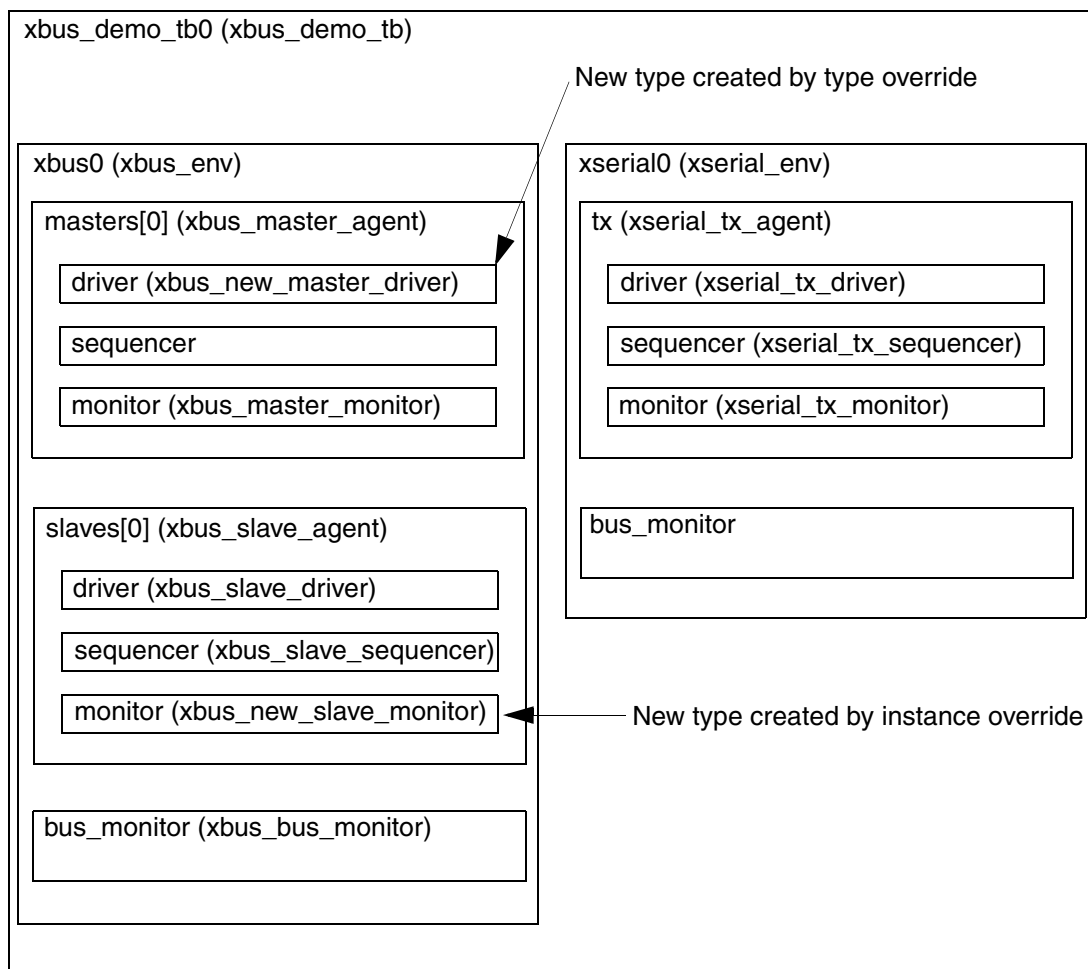 xbus_demo_tb0 (xbus_demo_tb)
New type created by type override
xbus0 (xbus_env)
masters[0] (xbus_master_agent)
driver (xbus_new_master_driver)
sequencer
monitor (xbus_master_monitor)
slaves[0] (xbus_slave_agent)
driver (xbus_slave_driver)
sequencer (xbus_slave_sequencer)
monitor (xbus_new_slave_monitor)
New type created by instance override
bus_monitor (xbus_bus_monitor)
xserial0 (xserial_env)
tx (xserial_tx_agent)
driver (xserial_tx_driver)
sequencer (xserial_tx_sequencer)
monitor (xserial_tx_monitor)
bus_monitor